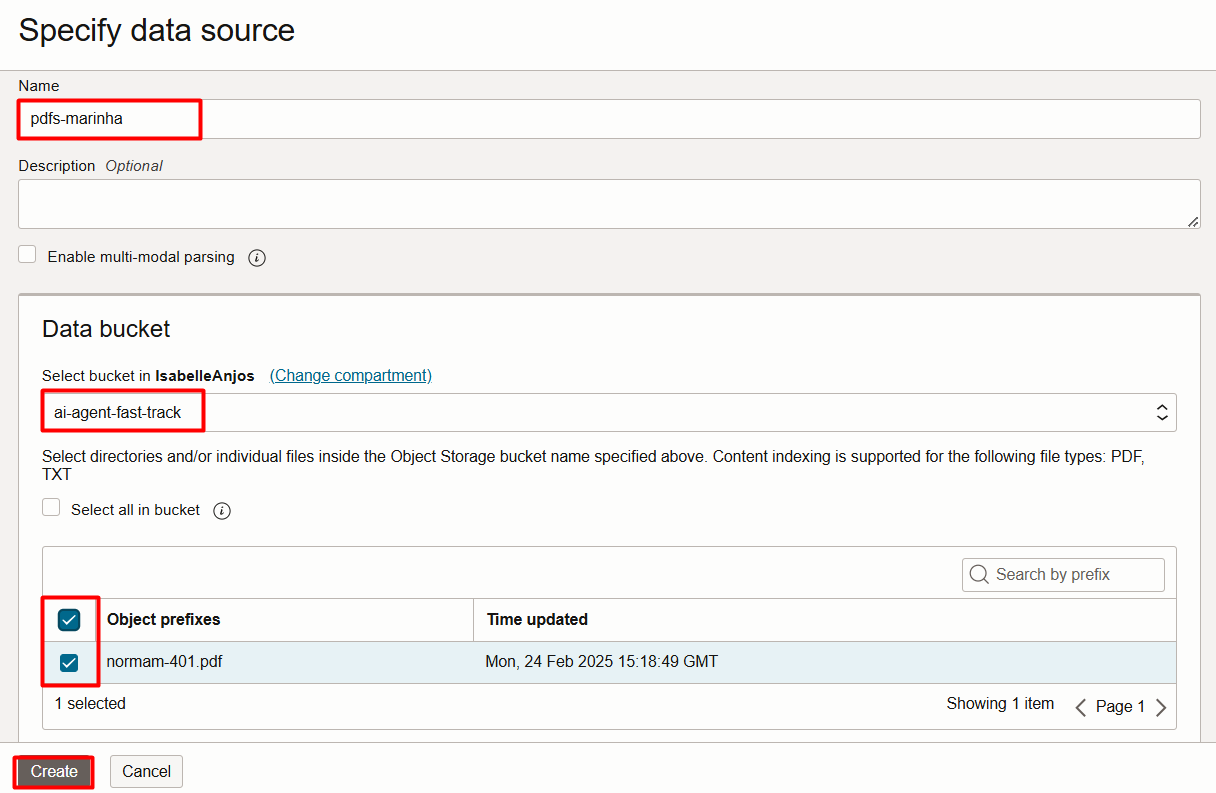 Specify data source
Name
pdfs-marinha
Description Optional
Enable multi-modal parsing
Data bucket
Select bucket in IsabelleAnjos (Change compartment)
ai-agent-fast-track
Select directories and/or individual files inside the Object Storage bucket name specified above. Content indexing is supported for the following file types: PDF,
TXT
Select all in bucket
Search by prefix
Object prefixes Time updated
normam-401.pdf Mon, 24 Feb 2025 15:18:49 GMT
1 selected Showing 1 item Page 1
Create Cancel